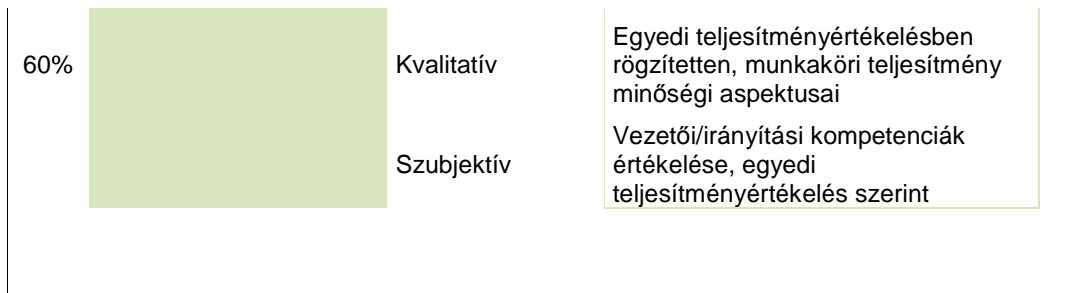 60%
Kvalitatív
Egyedi teljesítményértékelésben
rögzítetten, munkaköri teljesítmény
minőségi aspektusai
Szubjektív
Vezetői/irányítási kompetenciák
értékelése, egyedi
teljesítményértékelés szerint